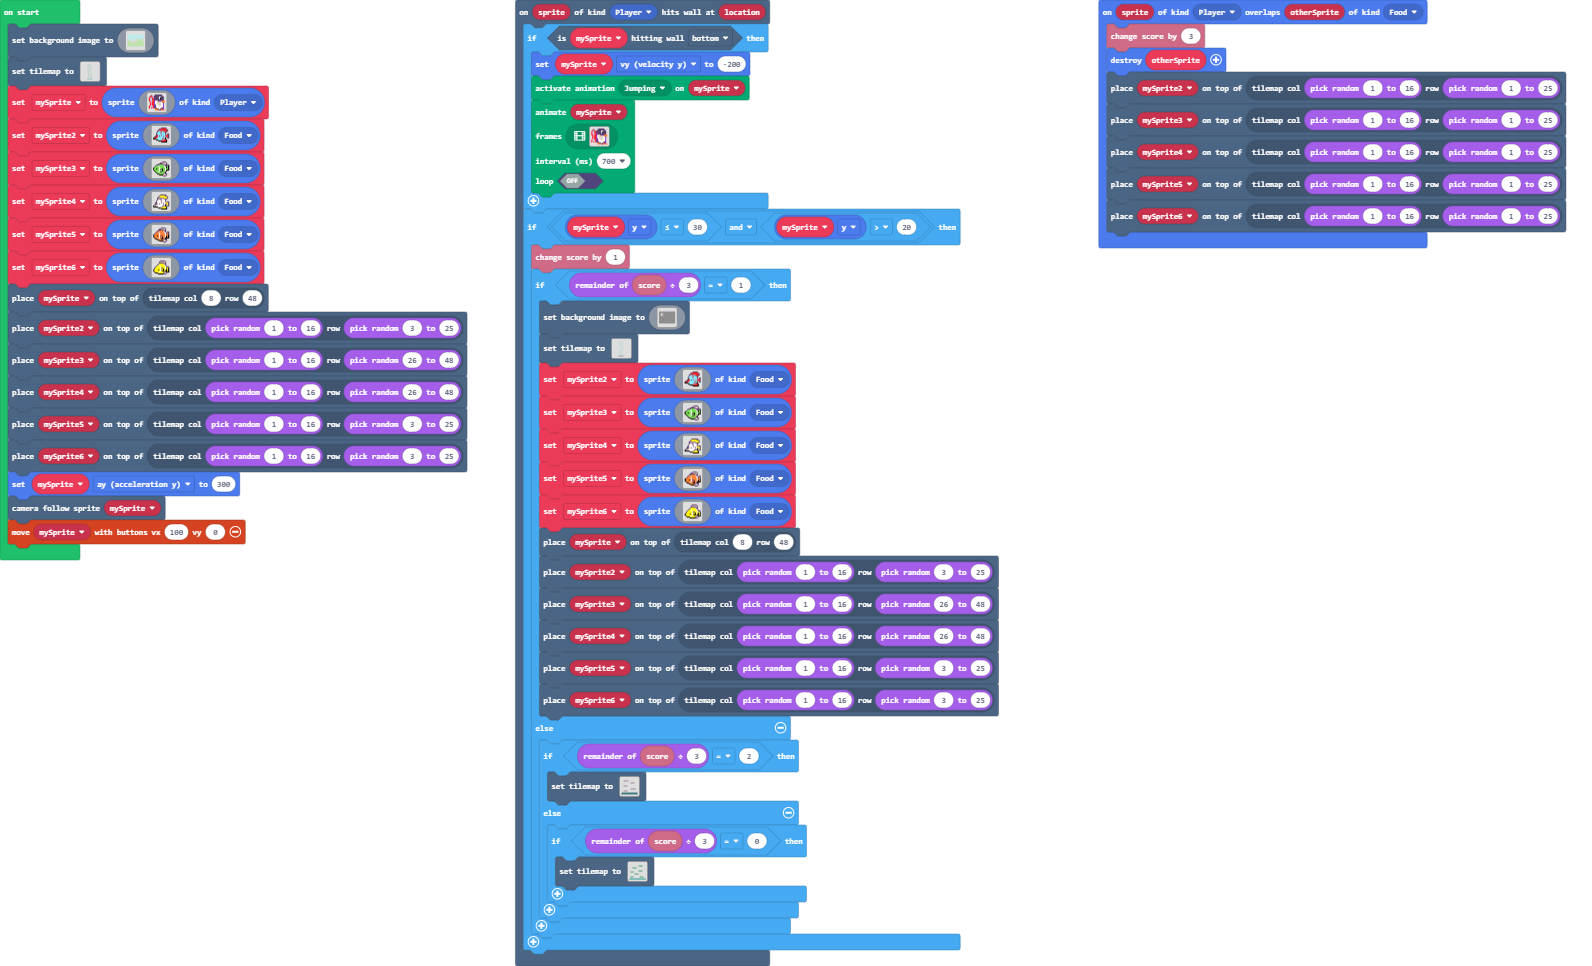 on start
set background image to
set tilemap to
set mySprite to sprite of kind Player
set mySprite2 to sprite of kind Food
set mySprite3 to sprite of kind Food
set mySprite4 to sprite of kind Food
set mySprite5 to sprite of kind Food
set mySprite6 to sprite of kind Food
place mySprite on top of tilemap col 8 row 48
place mySprite2 on top of tilemap col pick random 1 to 16 row pick random 3 to 25
place mySprite3 on top of tilemap col pick random 1 to 16 row pick random 26 to 48
place mySprite4 on top of tilemap col pick random 1 to 16 row pick random 26 to 48
place mySprite5 on top of tilemap col pick random 1 to 16 row pick random 3 to 25
place mySprite6 on top of tilemap col pick random 1 to 16 row pick random 3 to 25
set mySprite ay (acceleration y) to 300
camera follow sprite mySprite
move mySprite with buttons vx 100 vy 0
on sprite of kind Player hits wall at location
if is mySprite hitting wall bottom then
set mySprite vy (velocity y) to -200
activate animation Jumping on mySprite
animate mySprite
frames
interval (ms) 700
loop OFF
if mySprite y ≤ 30 and mySprite y > 20 then
change score by 1
if remainder of score ÷ 3 = 1 then
set background image to
set tilemap to
set mySprite2 to sprite of kind Food
set mySprite3 to sprite of kind Food
set mySprite4 to sprite of kind Food
set mySprite5 to sprite of kind Food
set mySprite6 to sprite of kind Food
place mySprite on top of tilemap col 8 row 48
place mySprite2 on top of tilemap col pick random 1 to 16 row pick random 3 to 25
place mySprite3 on top of tilemap col pick random 1 to 16 row pick random 26 to 48
place mySprite4 on top of tilemap col pick random 1 to 16 row pick random 26 to 48
place mySprite5 on top of tilemap col pick random 1 to 16 row pick random 3 to 25
place mySprite6 on top of tilemap col pick random 1 to 16 row pick random 3 to 25
else
if remainder of score ÷ 3 = 2 then
set tilemap to
else
if remainder of score ÷ 3 = 0 then
set tilemap to
on sprite of kind Player overlaps otherSprite of kind Food
change score by 3
destroy otherSprite
place mySprite2 on top of tilemap col pick random 1 to 16 row pick random 1 to 25
place mySprite3 on top of tilemap col pick random 1 to 16 row pick random 1 to 25
place mySprite4 on top of tilemap col pick random 1 to 16 row pick random 1 to 25
place mySprite5 on top of tilemap col pick random 1 to 16 row pick random 1 to 25
place mySprite6 on top of tilemap col pick random 1 to 16 row pick random 1 to 25